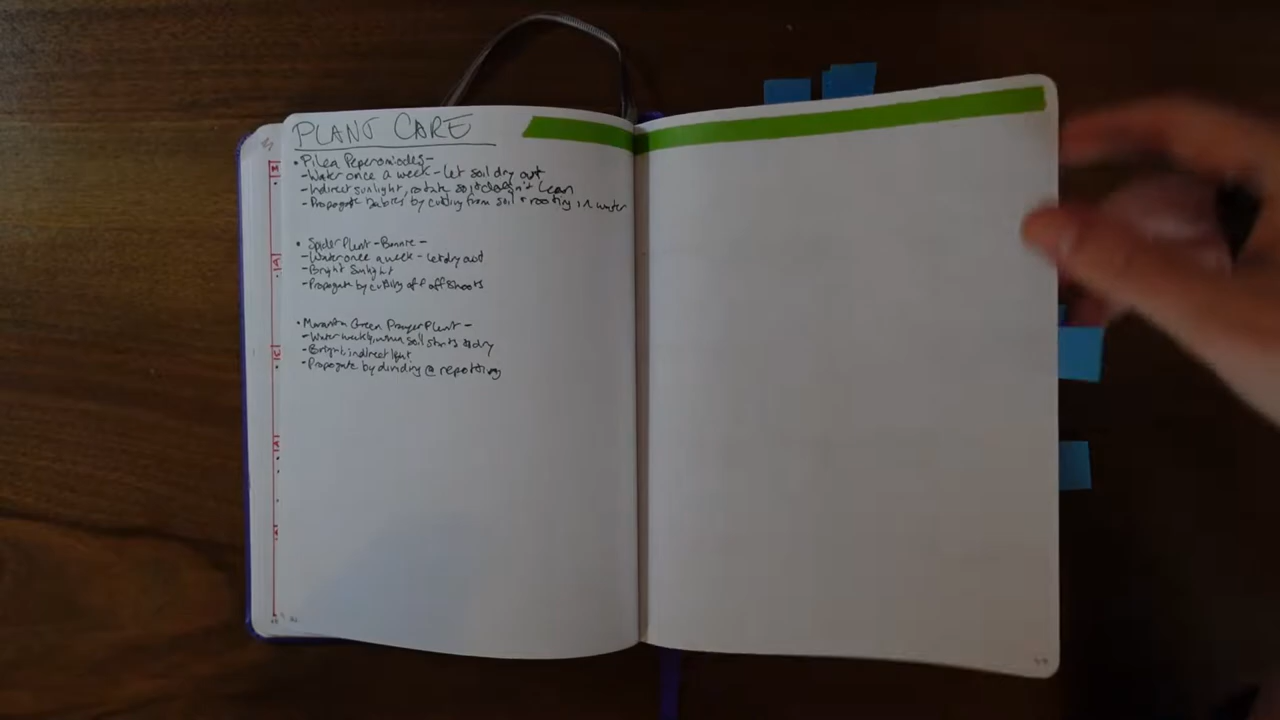 PLANT CARE
• Pilea Peperomiodes-
- Water once a week - let soil dry out
- Indirect sunlight, rotate so it doesn't lean
- Propagate babies by cutting from soil + rooting in water
• Spider Plant - Bonnie -
- Water once a week - let dry out
- Bright Sunlight
- Propogate by cutting off offshoots
• Maranta Green Prayer Plant -
- Water weekly, when soil starts to dry
- Bright, indirect light
- Propogate by dividing @ repotting
M
A